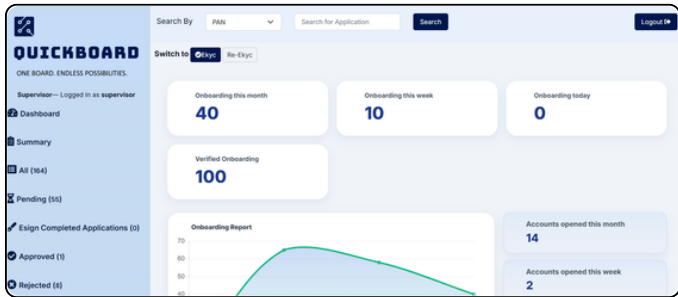 Search By PAN Search for Application Search Logout
QUICKBOARD
ONE BOARD. ENDLESS POSSIBILITIES.
Supervisor— Logged in as supervisor
Dashboard
Summary
All (164)
Pending (55)
Esign Completed Applications (0)
Approved (1)
Rejected (8)
Switch to Ekyc Re-Ekyc
Onboarding this month
40
Onboarding this week
10
Onboarding today
0
Verified Onboarding
100
Onboarding Report
70
60
50
40
Accounts opened this month
14
Accounts opened this week
2